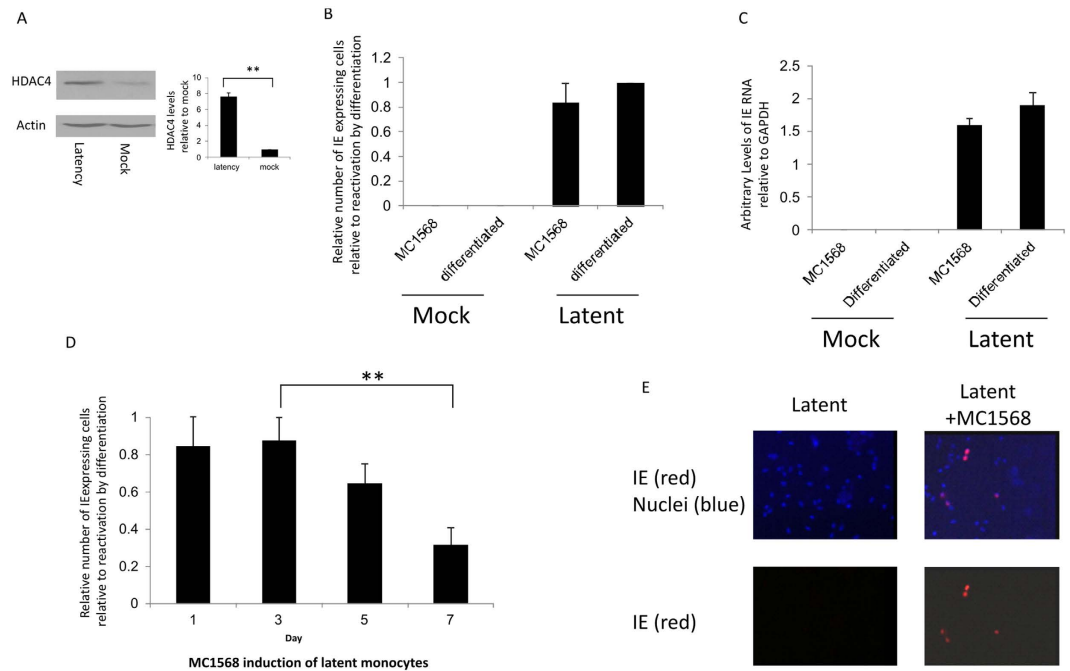 A
HDAC4
Actin
Latency
Mock
HDAC4 levels
relative to mock
10
8
6
4
2
0
**
latency
mock
B
Relative number of IE expressing cells
relative to reactivation by differentiation
1.2
1
0.8
0.6
0.4
0.2
0
MC1568
differentiated
MC1568
differentiated
Mock
Latent
C
Arbitrary Levels of IE RNA
relative to GAPDH
2.5
2
1.5
1
0.5
0
MC1568
Differentiated
MC1568
Differentiated
Mock
Latent
D
Relative number of IEexpressing cells
relative to reactivation by differentiation
1
0.8
0.6
0.4
0.2
0
**
1
3
5
7
Day
MC1568 induction of latent monocytes
E
Latent
Latent
+MC1568
IE (red)
Nuclei (blue)
IE (red)